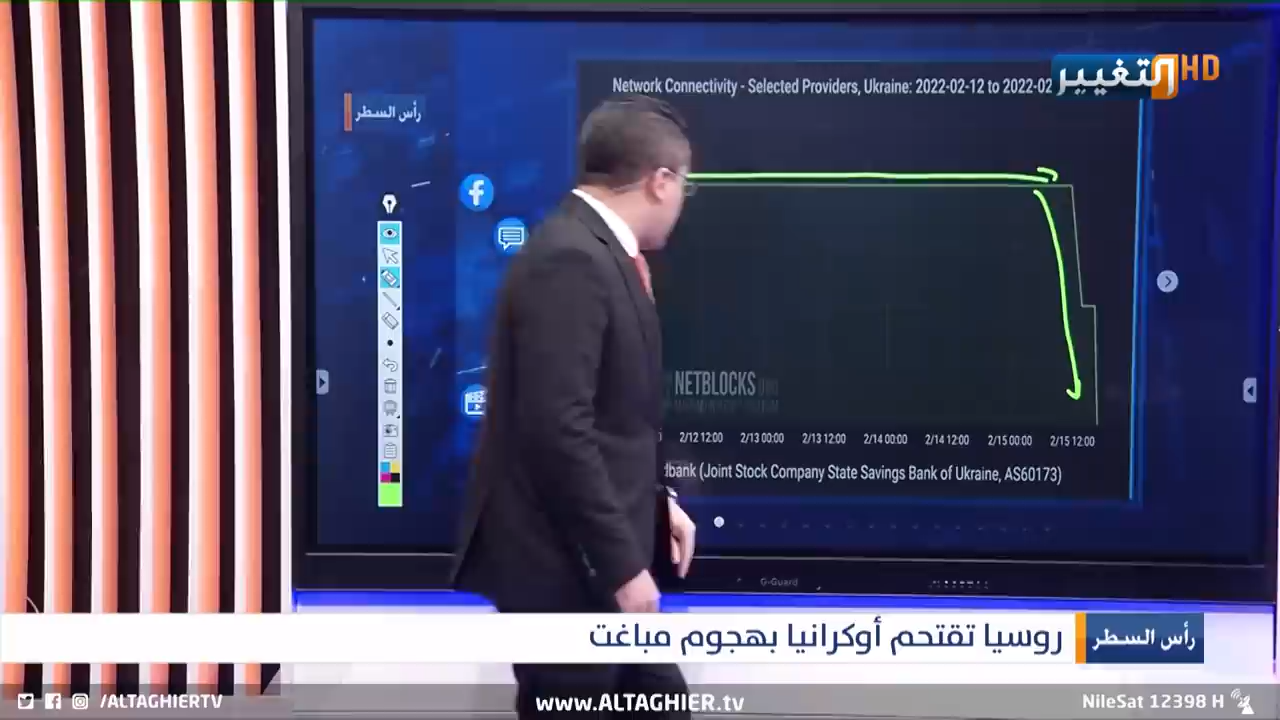 Network Connectivity - Selected Providers, Ukraine: 2022-02-12 to 2022-02
التغيير HD
رأس السطر
NETBLOCKS
2/12 12:00 2/13 00:00 2/13 12:00 2/14 00:00 2/14 12:00 2/15 00:00 2/15 12:00
dbank (Joint Stock Company State Savings Bank of Ukraine, AS60173)
G-Guard
رأس السطر
روسيا تقتحم أوكرانيا بهجوم مباغت
/ALTAGHIERTV
www.ALTAGHIER.tv
NileSat 12398 H